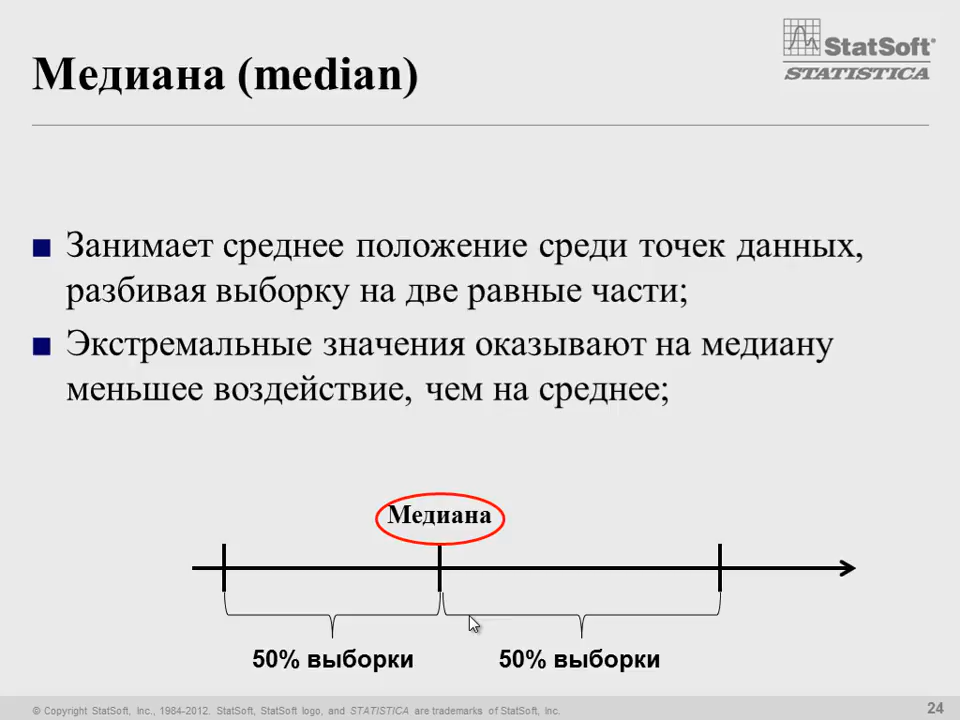 StatSoft®
STATISTICA
Медиана (median)
Занимает среднее положение среди точек данных,
разбивая выборку на две равные части;
Экстремальные значения оказывают на медиану
меньшее воздействие, чем на среднее;
Медиана
50% выборки 50% выборки
© Copyright StatSoft, inc., 1984-2012. StatSoft, StatSoft logo, and STATISTICA are trademarks of StatSoft, Inc.
24